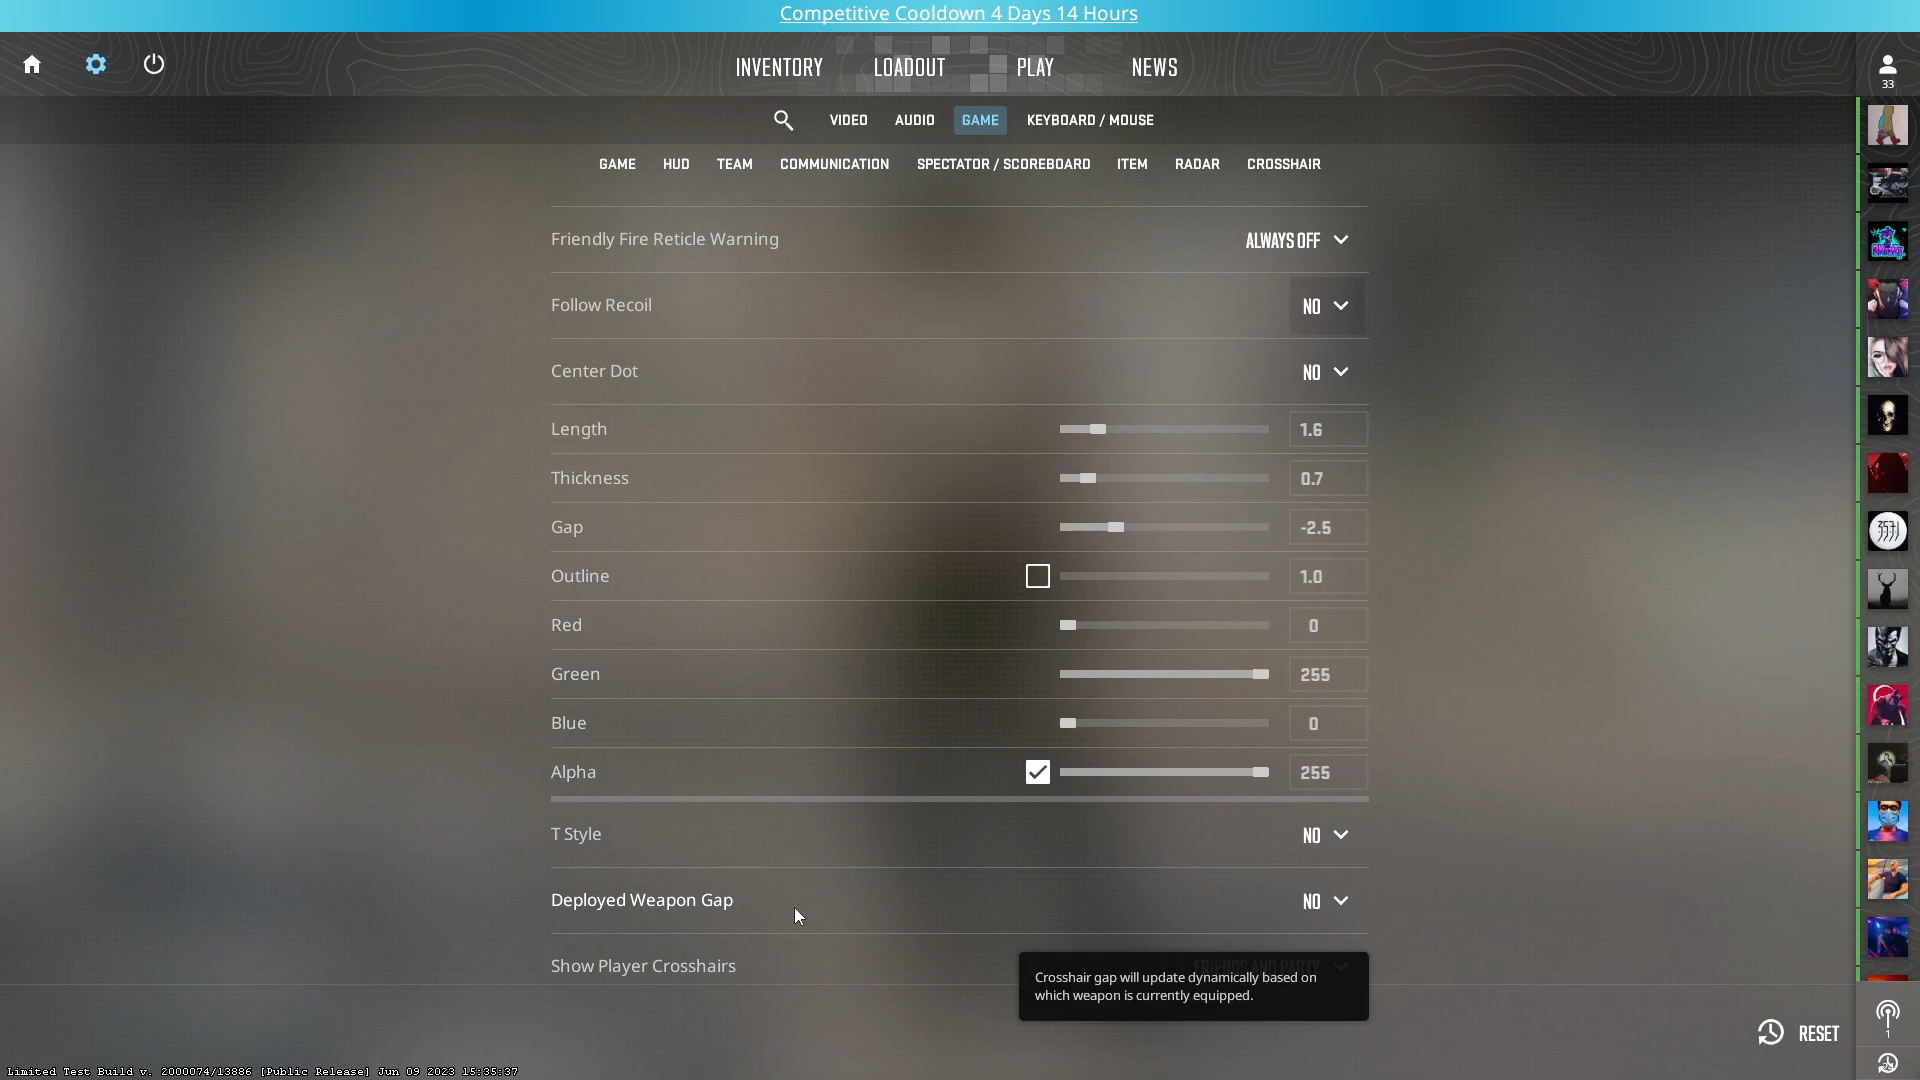 Competitive Cooldown 4 Days 14 Hours
INVENTORY LOADOUT PLAY NEWS
33
VIDEO AUDIO GAME KEYBOARD / MOUSE
GAME HUD TEAM COMMUNICATION SPECTATOR / SCOREBOARD ITEM RADAR CROSSHAIR
Friendly Fire Reticle Warning ALWAYS OFF
Follow Recoil NO
Center Dot NO
Length 1.6
Thickness 0.7
Gap -2.5
Outline 1.0
Red 0
Green 255
Blue 0
Alpha 255
T Style NO
Deployed Weapon Gap NO
Show Player Crosshairs FRIENDS AND PARTY
Crosshair gap will update dynamically based on
which weapon is currently equipped.
1
RESET
Limited Test Build v. 2000074/13886 [Public Release] Jun 09 2023 15:35:37